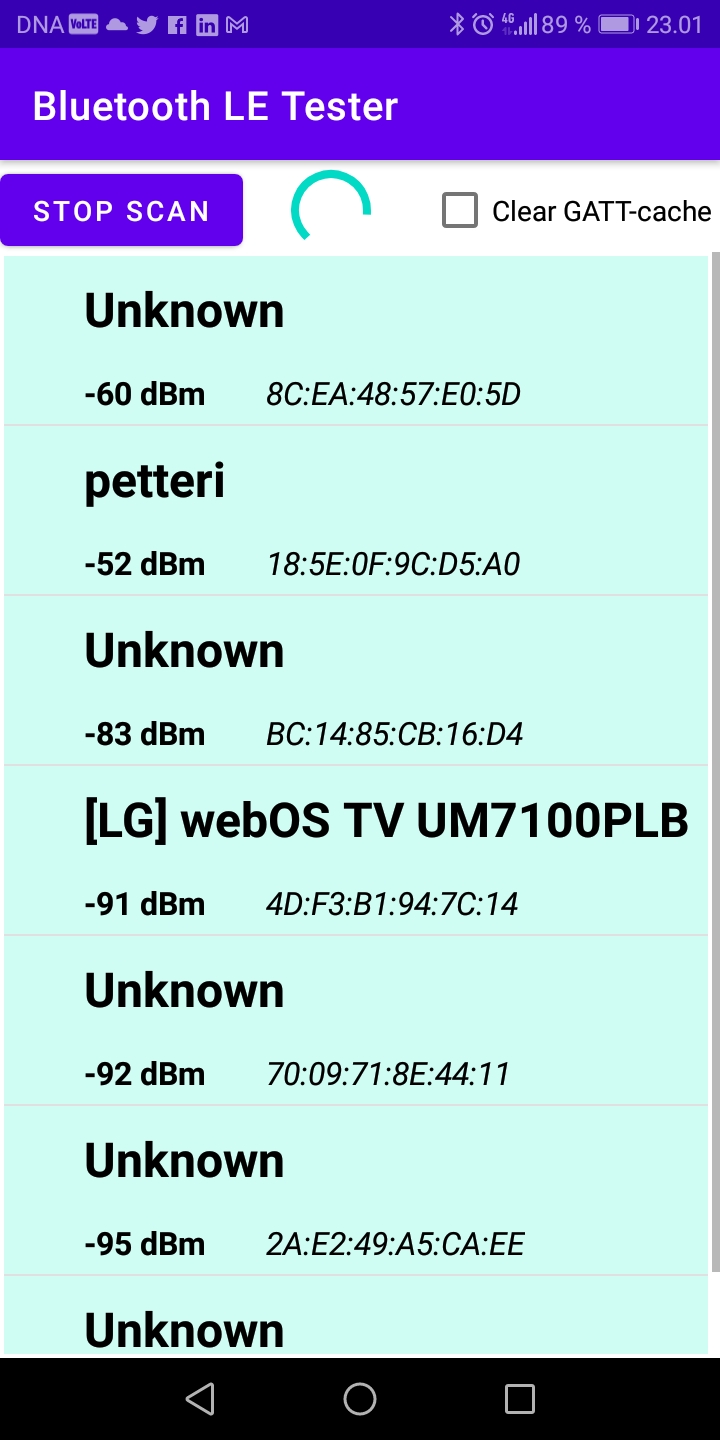 DNA VoLTE 4G 89 % 23.01
Bluetooth LE Tester
STOP SCAN Clear GATT-cache
Unknown
-60 dBm 8C:EA:48:57:E0:5D
petteri
-52 dBm 18:5E:0F:9C:D5:A0
Unknown
-83 dBm BC:14:85:CB:16:D4
[LG] webOS TV UM7100PLB
-91 dBm 4D:F3:B1:94:7C:14
Unknown
-92 dBm 70:09:71:8E:44:11
Unknown
-95 dBm 2A:E2:49:A5:CA:EE
Unknown